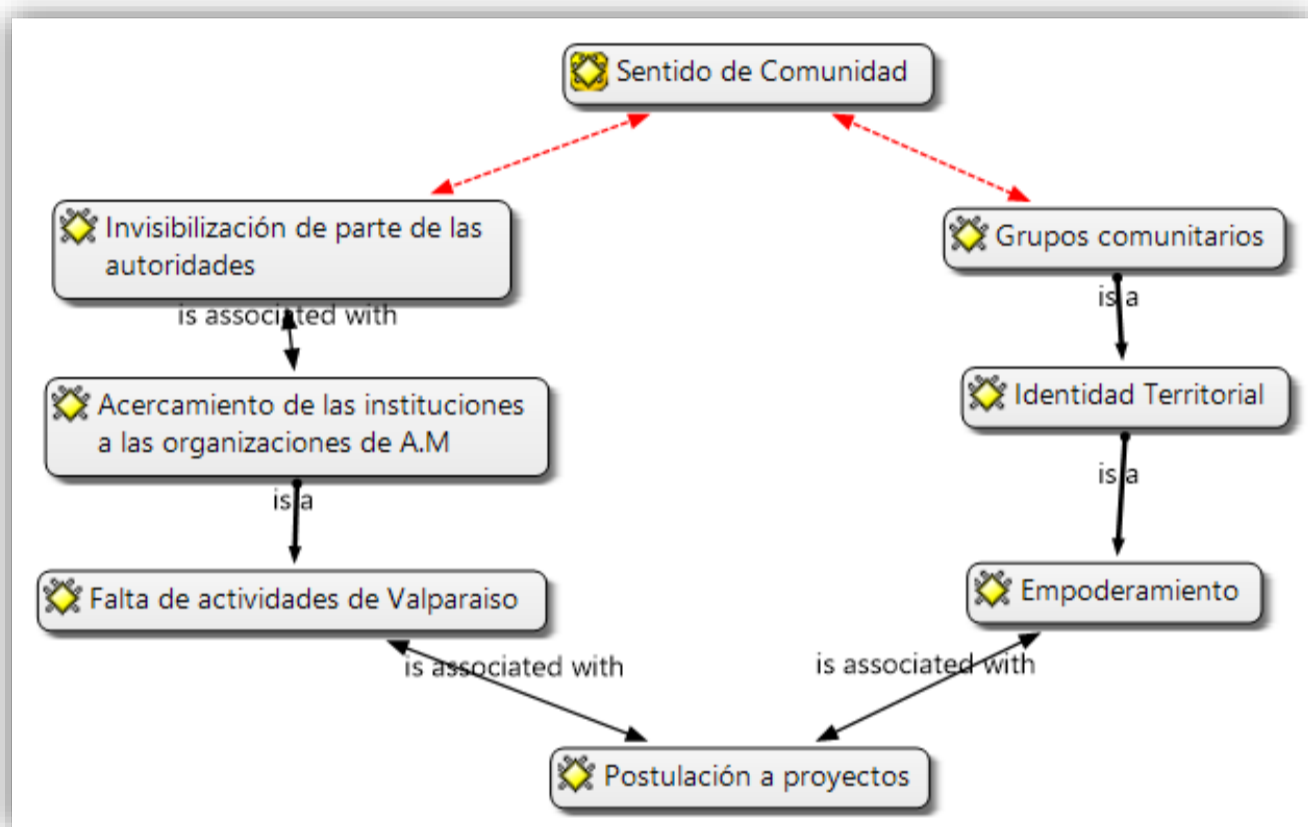 Sentido de Comunidad
Invisibilización de parte de las
autoridades
Grupos comunitarios
is associated with
is a
Acercamiento de las instituciones
a las organizaciones de A.M
Identidad Territorial
is a
is a
Falta de actividades de Valparaiso
Empoderamiento
is associated with
is associated with
Postulación a proyectos